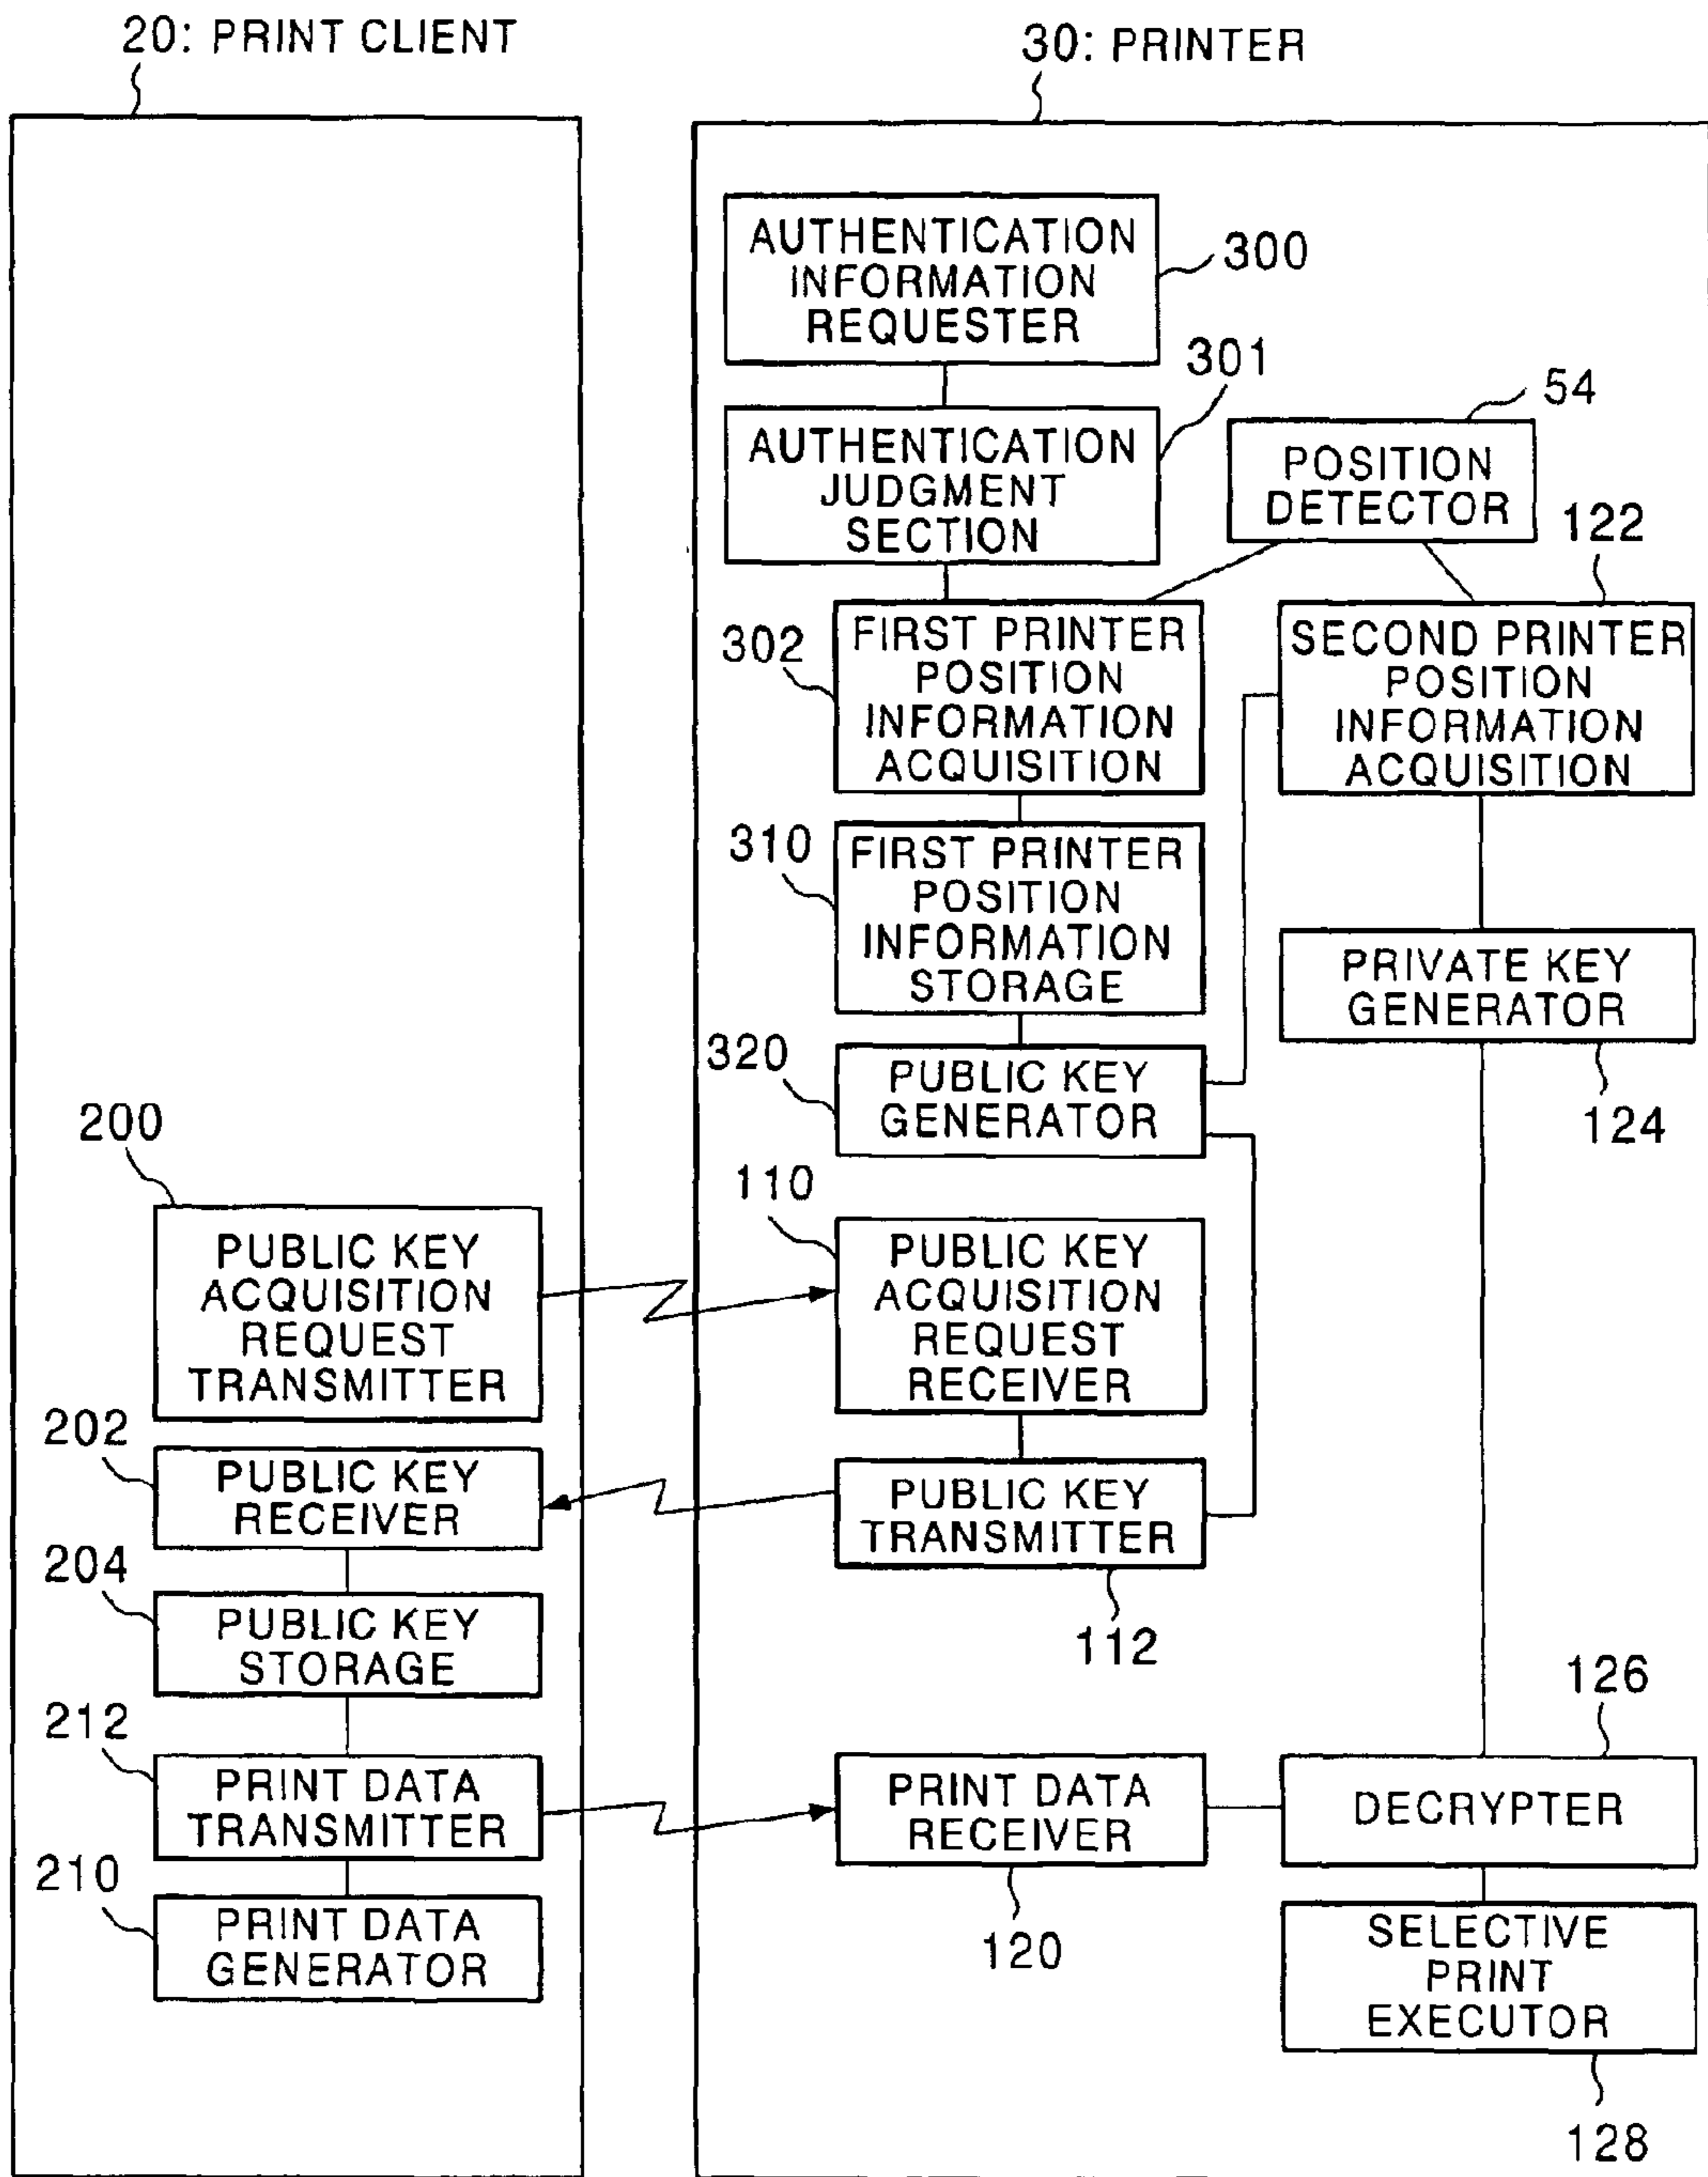 20: PRINT CLIENT
30: PRINTER
AUTHENTICATION
INFORMATION
REQUESTER
300
301
AUTHENTICATION
JUDGMENT
SECTION
54
POSITION
DETECTOR
122
302
FIRST PRINTER
POSITION
INFORMATION
ACQUISITION
SECOND PRINTER
POSITION
INFORMATION
ACQUISITION
310
FIRST PRINTER
POSITION
INFORMATION
STORAGE
PRIVATE KEY
GENERATOR
124
320
PUBLIC KEY
GENERATOR
200
PUBLIC KEY
ACQUISITION
REQUEST
TRANSMITTER
110
PUBLIC KEY
ACQUISITION
REQUEST
RECEIVER
202
PUBLIC KEY
RECEIVER
PUBLIC KEY
TRANSMITTER
112
204
PUBLIC KEY
STORAGE
212
PRINT DATA
TRANSMITTER
PRINT DATA
RECEIVER
120
126
DECRYPTER
210
PRINT DATA
GENERATOR
SELECTIVE
PRINT
EXECUTOR
128